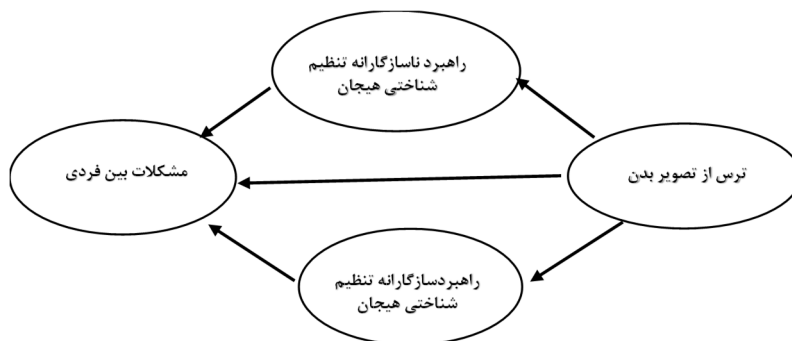 راهبرد ناسازگارانه تنظیم
شناختی هیجان
ترس از تصویر بدن
مشکلات بین فردی
راهبردسازگارانه تنظیم
شناختی هیجان